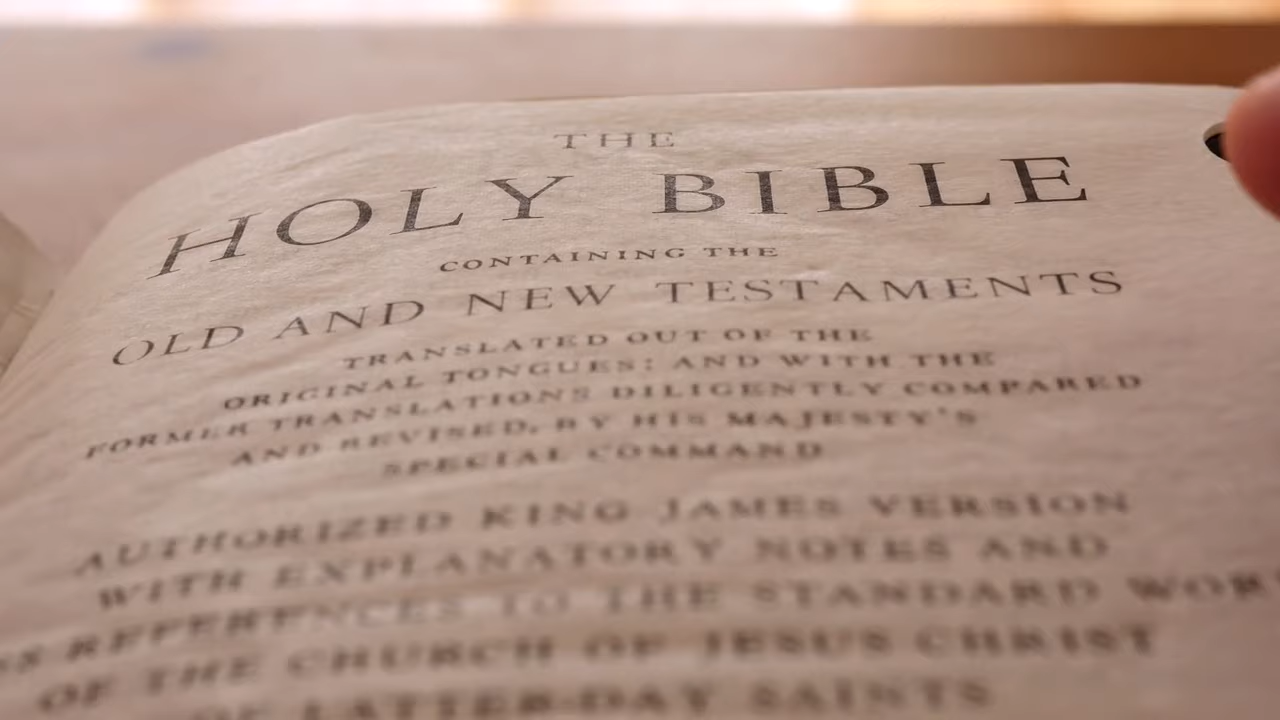 THE
HOLY BIBLE
CONTAINING THE
OLD AND NEW TESTAMENTS
TRANSLATED OUT OF THE
ORIGINAL TONGUES: AND WITH THE
FORMER TRANSLATIONS DILIGENTLY COMPARED
AND REVISED, BY HIS MAJESTY'S
SPECIAL COMMAND
AUTHORIZED KING JAMES VERSION
WITH EXPLANATORY NOTES AND
REFERENCES TO THE STANDARD
OF THE CHURCH OF JESUS CHRIST
OF LATTER-DAY SAINTS